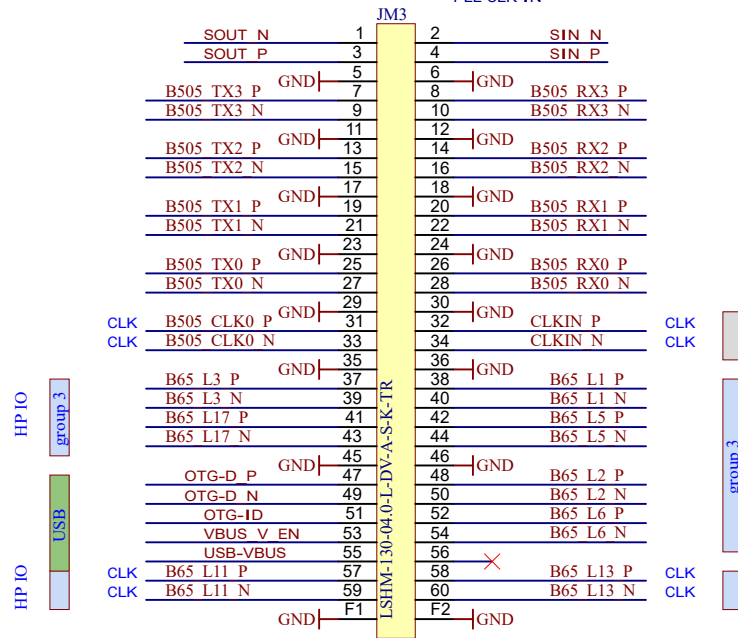 PLL CLK IN
JM3
SOUT_N 1 2 SIN_N
SOUT_P 3 4 SIN_P
GND 5 6 GND
B505_TX3_P 7 8 B505_RX3_P
B505_TX3_N 9 10 B505_RX3_N
GND 11 12 GND
B505_TX2_P 13 14 B505_RX2_P
B505_TX2_N 15 16 B505_RX2_N
GND 17 18 GND
B505_TX1_P 19 20 B505_RX1_P
B505_TX1_N 21 22 B505_RX1_N
GND 23 24 GND
B505_TX0_P 25 26 B505_RX0_P
B505_TX0_N 27 28 B505_RX0_N
GND 29 30 GND
CLK B505_CLK0_P 31 32 CLKIN_P CLK
CLK B505_CLK0_N 33 34 CLKIN_N CLK
GND 35 36 GND
B65_L3_P 37 38 B65_L1_P
B65_L3_N 39 40 B65_L1_N
B65_L17_P 41 42 B65_L5_P
B65_L17_N 43 44 B65_L5_N
GND 45 46 GND
OTG-D_P 47 48 B65_L2_P
OTG-D_N 49 50 B65_L2_N
OTG-ID 51 52 B65_L6_P
VBUS_V_EN 53 54 B65_L6_N
USB-VBUS 55 56
CLK B65_L11_P 57 58 B65_L13_P CLK
CLK B65_L11_N 59 60 B65_L13_N CLK
GND F1 F2 GND
LSHM-130-04.0-L-DV-A-S-K-TR
HP IO
group 3
USB
HP IO
group 3